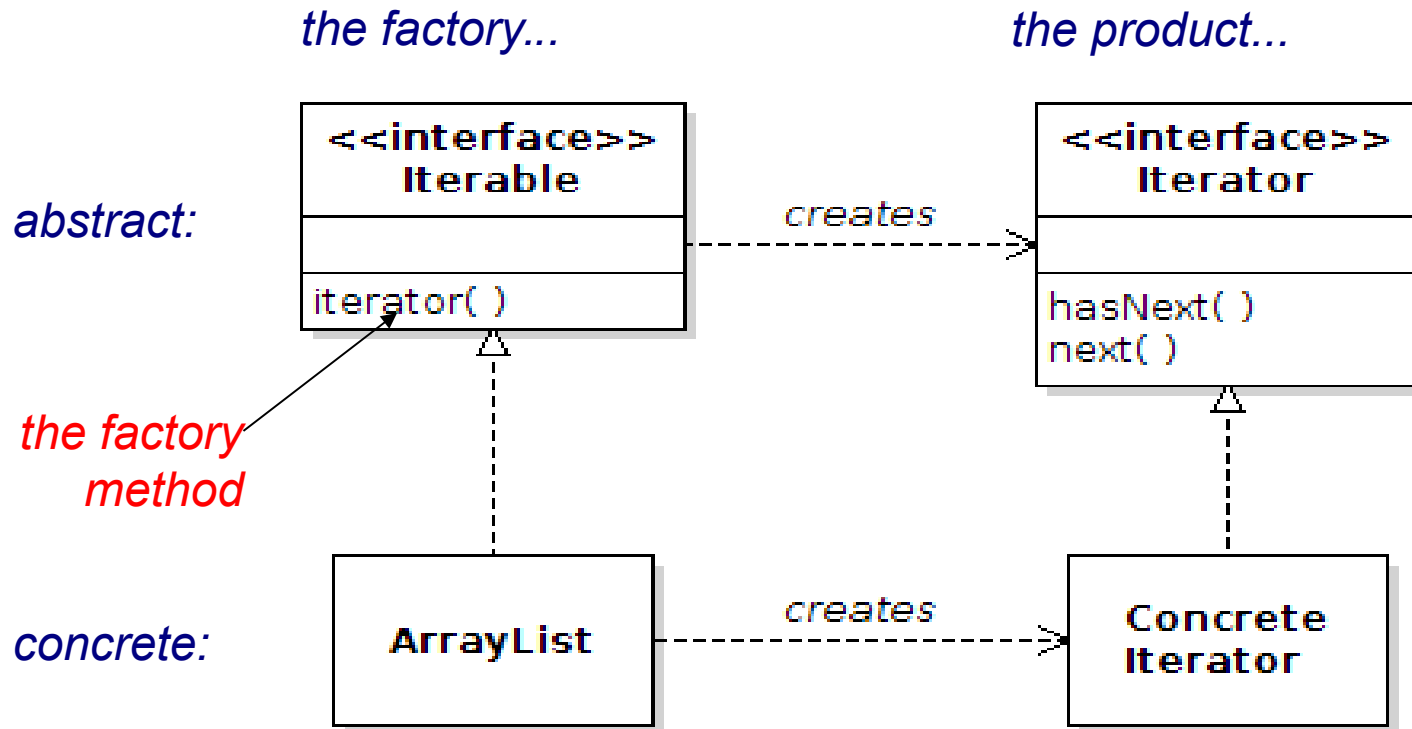 the factory...
the product...
<<interface>>
Iterable
<<interface>>
Iterator
abstract:
creates
iterator( )
hasNext( )
next( )
the factory
method
concrete:
ArrayList
creates
Concrete
Iterator